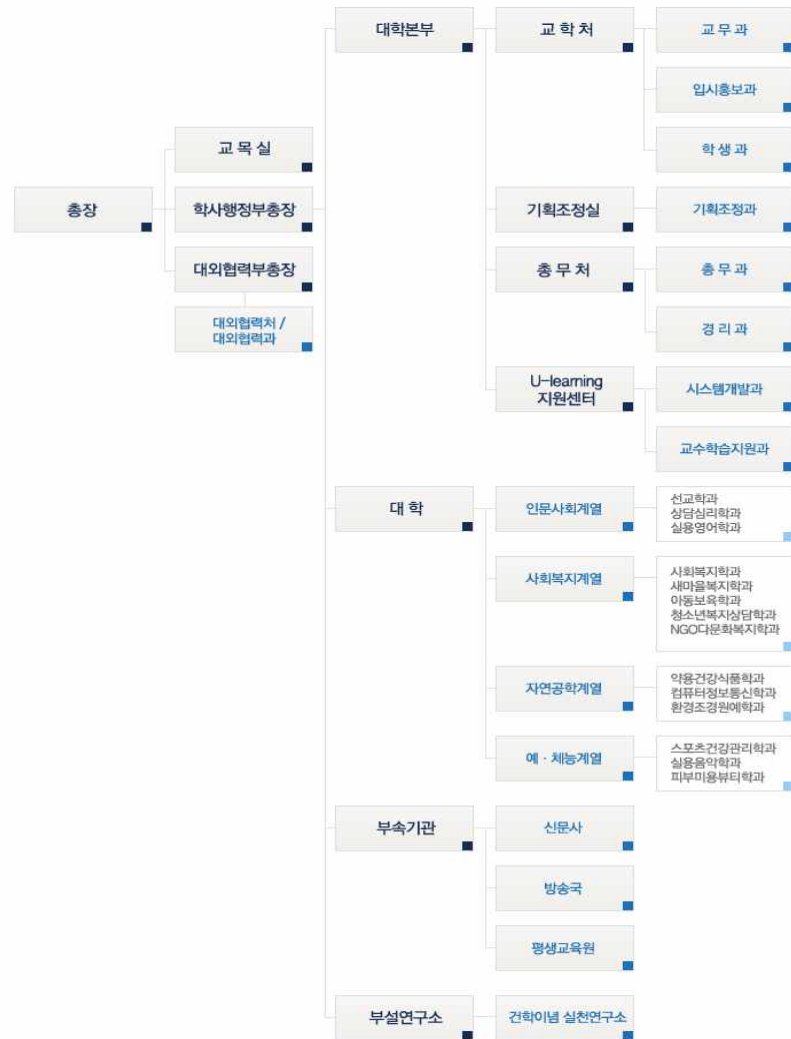 대학본부
교 학 처
교 무 과
입시홍보과
교 목 실
학 생 과
총장
학사행정부총장
기획조정실
기획조정과
대외협력부총장
총 무 처
총 무 과
대외협력처 /
대외협력과
경 리 과
U-learning
지원센터
시스템개발과
교수학습지원과
대 학
인문사회계열
선교학과
상담심리학과
실용영어학과
사회복지계열
사회복지학과
새마을복지학과
아동보육학과
청소년복지상담학과
NGO다문화복지학과
자연공학계열
약용건강식품학과
컴퓨터정보통신학과
환경조경원예학과
예 · 체능계열
스포츠건강관리학과
실용음악학과
피부미용뷰티학과
부속기관
신문사
방송국
평생교육원
부설연구소
건학이념 실천연구소